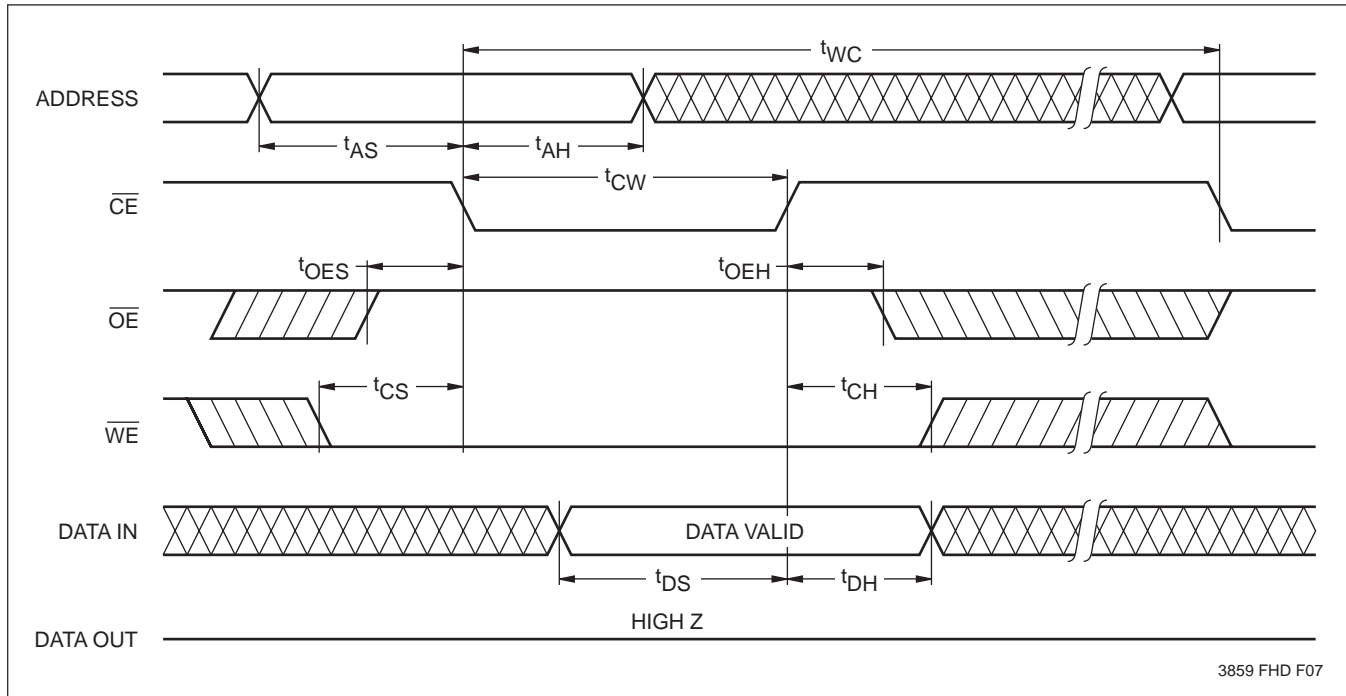 tWC
ADDRESS
tAS
tAH
tCW
CE
tOES
tOEH
OE
tCS
tCH
WE
DATA IN
DATA VALID
tDS
tDH
HIGH Z
DATA OUT
3859 FHD F07